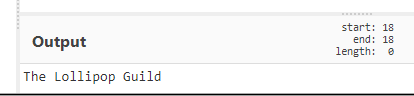 start: 18
end: 18
length: 0
Output
The Lollipop Guild